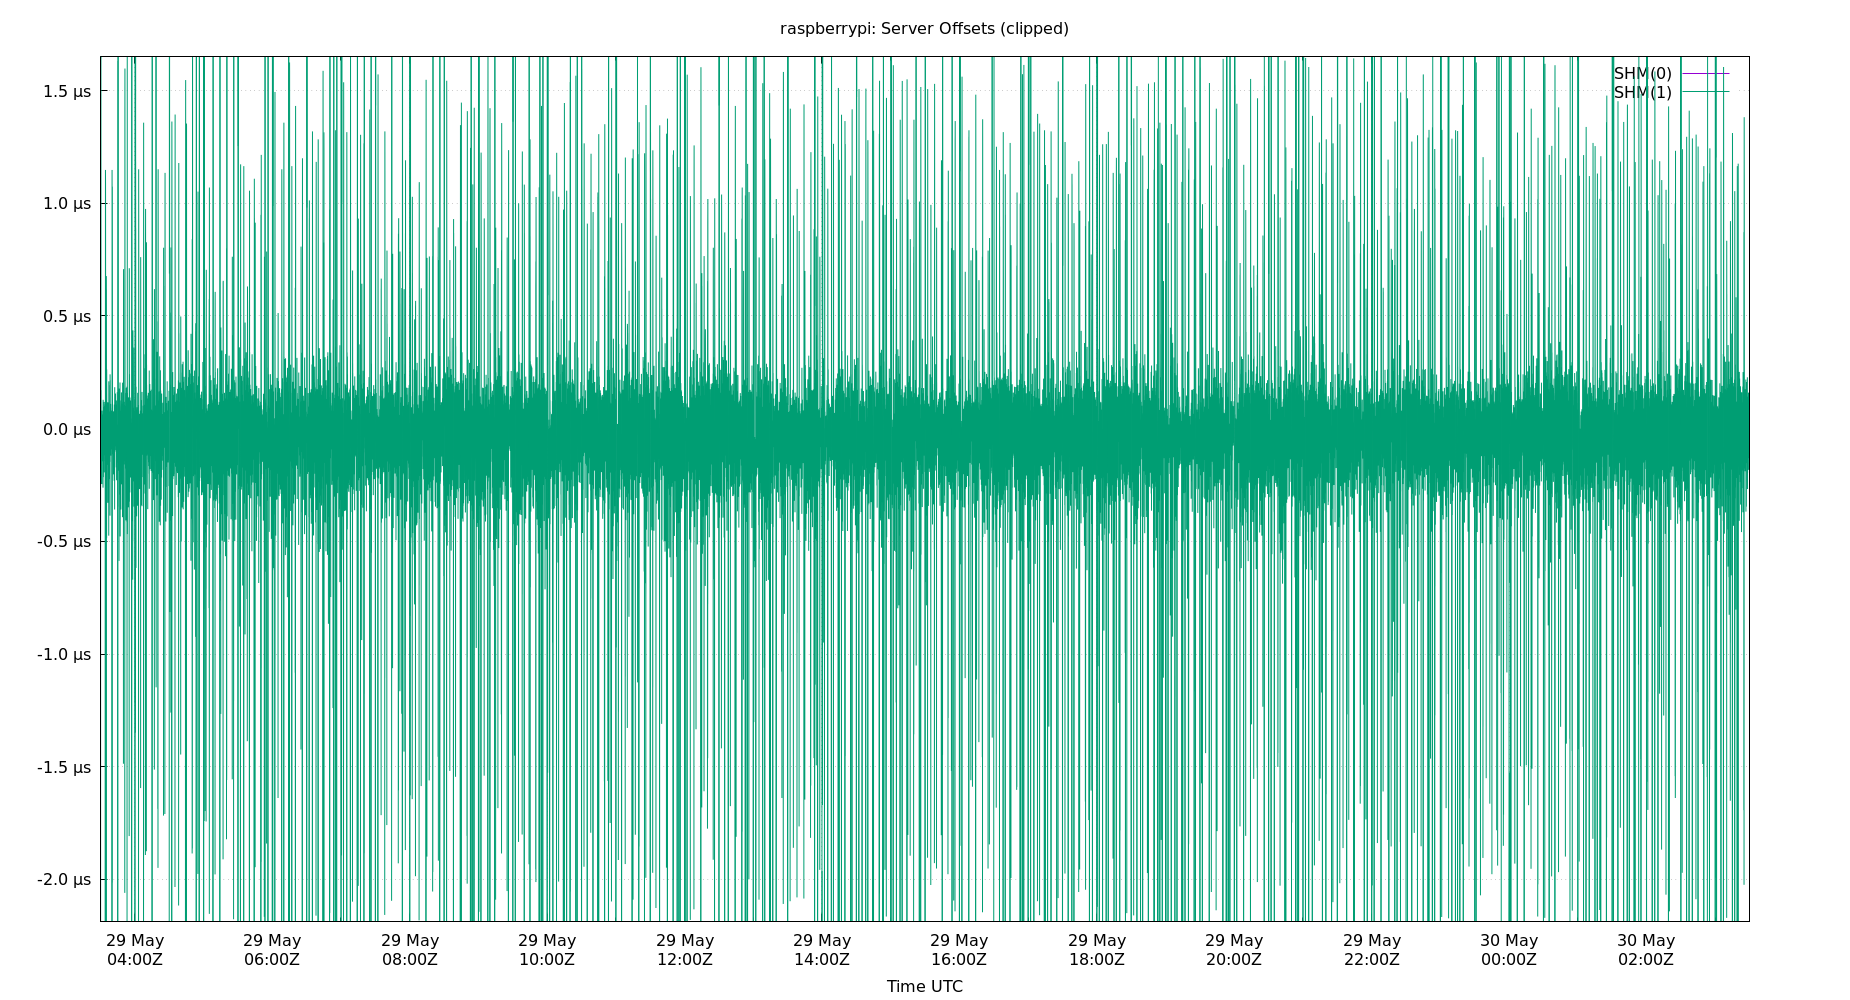 raspberrypi: Server Offsets (clipped)
SHM(0)
SHM(1)
1.5 µs
1.0 µs
0.5 µs
0.0 µs
-0.5 µs
-1.0 µs
-1.5 µs
-2.0 µs
29 May 29 May 29 May 29 May 29 May 29 May 29 May 29 May 29 May 29 May 30 May 30 May
04:00Z 06:00Z 08:00Z 10:00Z 12:00Z 14:00Z 16:00Z 18:00Z 20:00Z 22:00Z 00:00Z 02:00Z
Time UTC